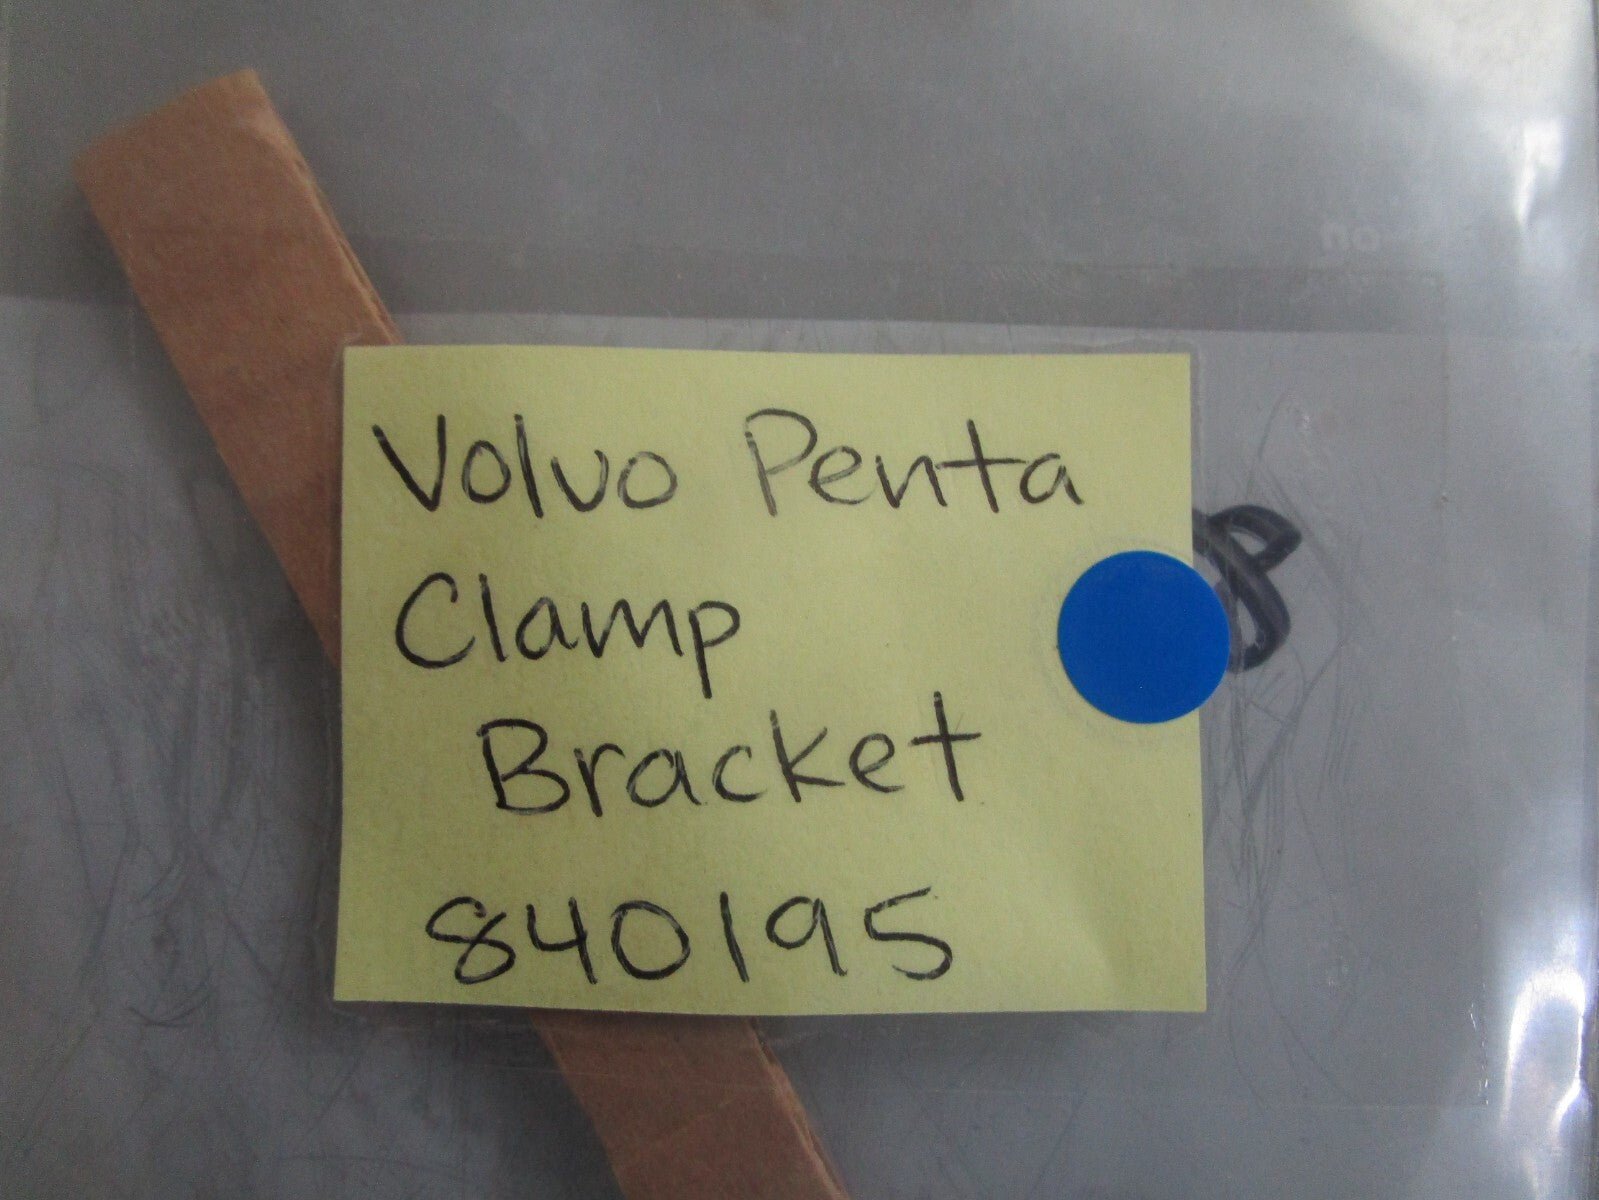 Volvo Penta
Clamp
Bracket
840195